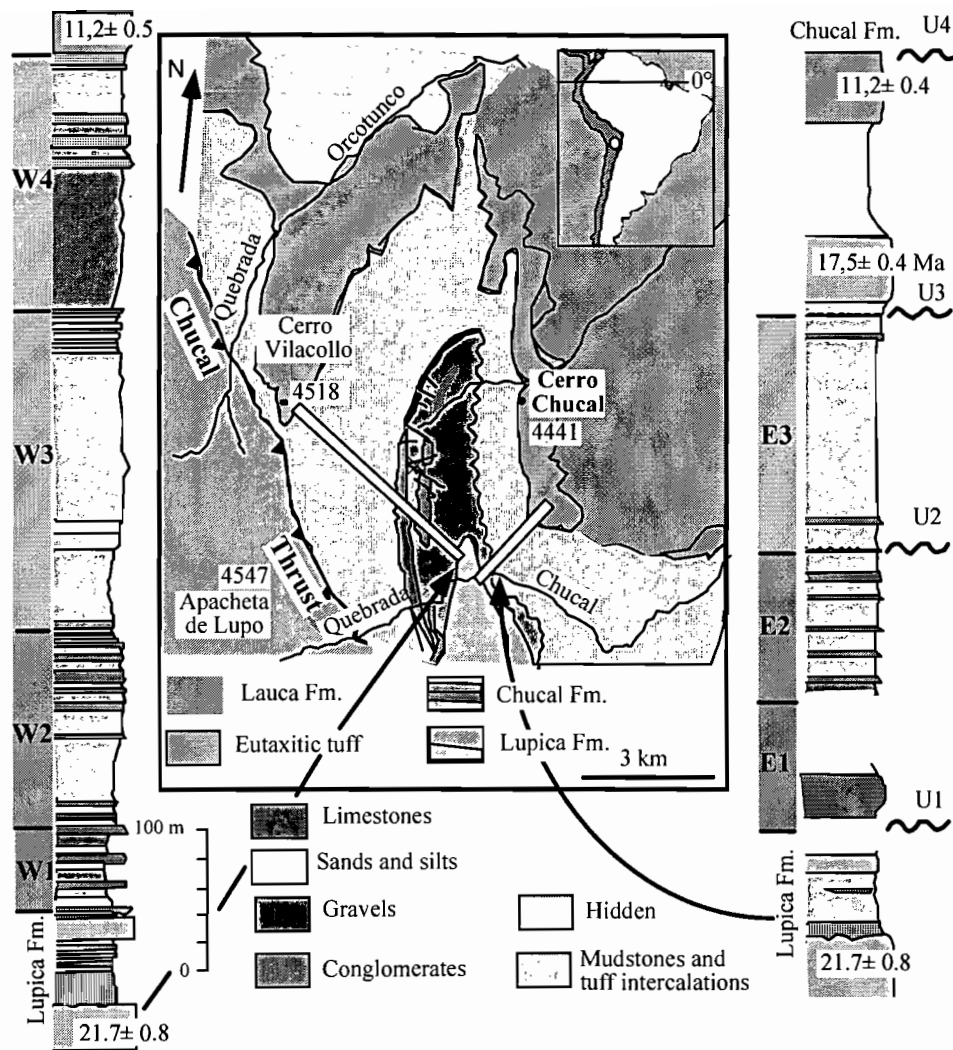 11,2± 0.5
W4
W3
W2
W1
Lupica Fm.
21.7± 0.8
100 m
0
N
Orcotunco
Quebrada
Chucal
Thrust
Cerro
Vilacollo
4518
4547
Apacheta
de Lupo
Quebrada
Chucal
Cerro
Chucal
4441
0°
Lauca Fm.
Chucal Fm.
Eutaxitic tuff
Lupica Fm.
3 km
Limestones
Sands and silts
Gravels
Hidden
Conglomerates
Mudstones and
tuff intercalations
Chucal Fm.
U4
11,2± 0.4
17,5± 0.4 Ma
U3
E3
U2
E2
E1
U1
Lupica Fm.
21.7± 0.8